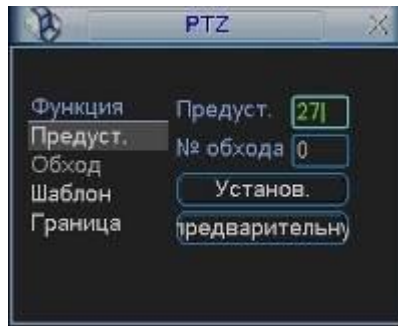 PTZ
Функция
Предуст. 27
Предуст.
№ обхода 0
Обход
Установ.
Шаблон
Граница
предварительну